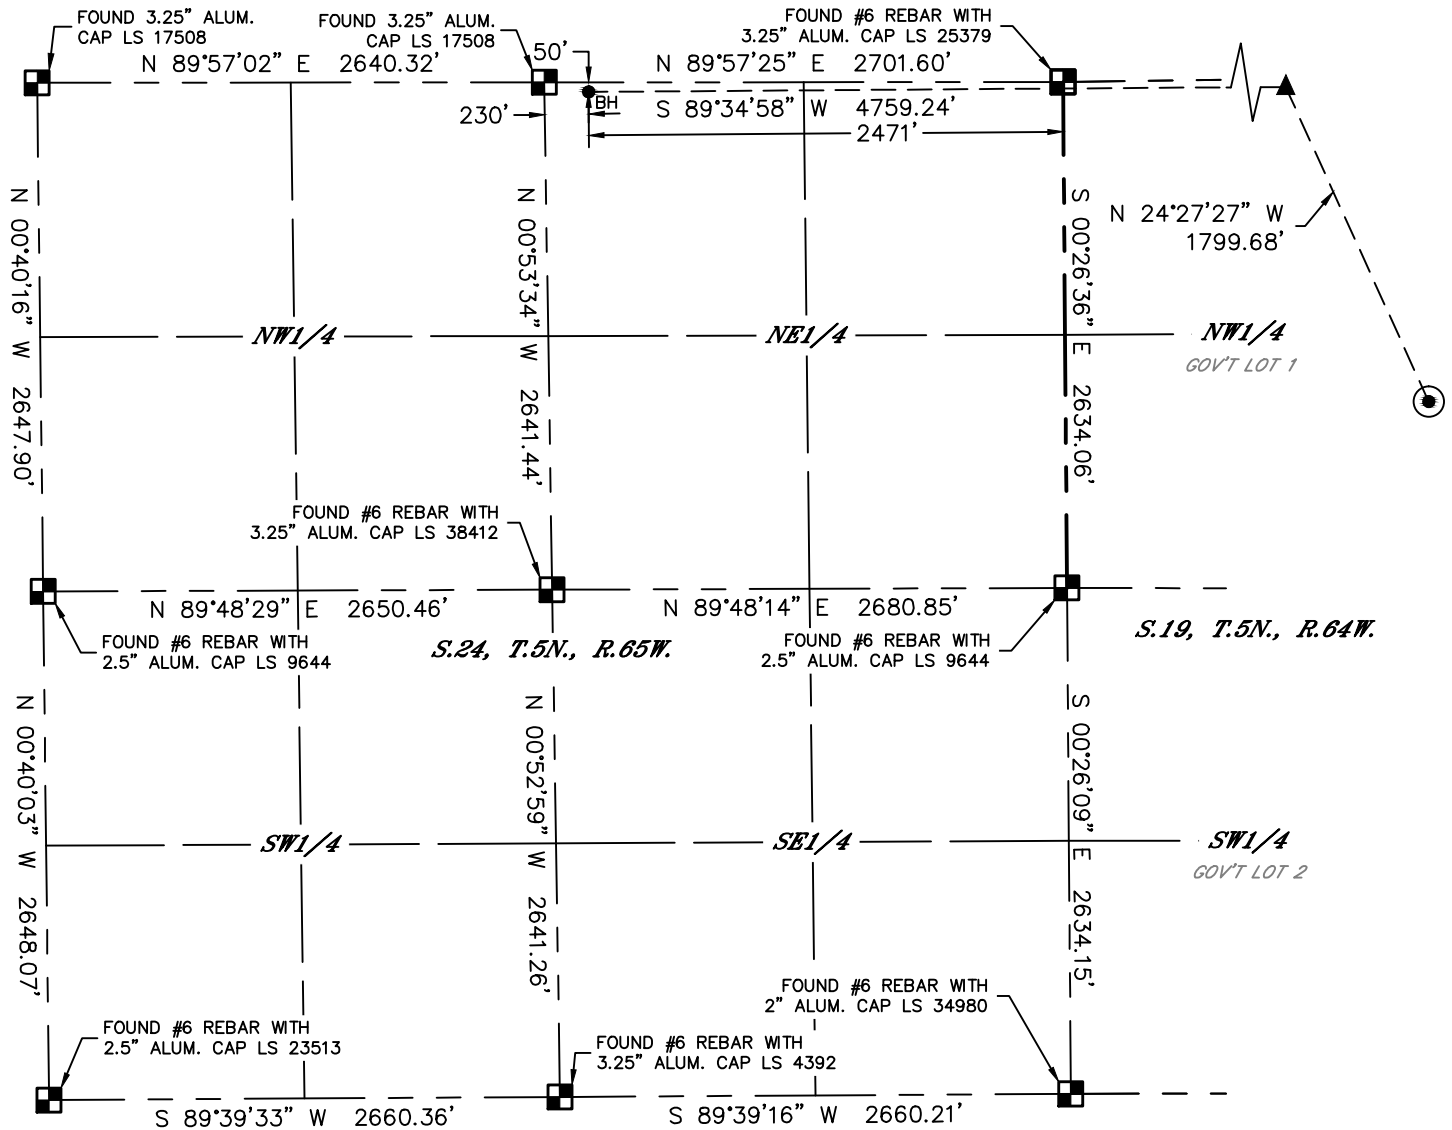 FOUND 3.25" ALUM.
CAP LS 17508
FOUND 3.25" ALUM.
CAP LS 17508
FOUND #6 REBAR WITH
3.25" ALUM. CAP LS 25379
N 89°57'02" E 2640.32'
50'
N 89°57'25" E 2701.60'
BH
230'
S 89°34'58" W 4759.24'
2471'
N 00°40'16" W 2647.90'
N 00°53'34" W 2641.44'
S 00°26'36" E 2634.06'
N 24°27'27" W
1799.68'
NW1/4
NE1/4
NW1/4
GOV'T LOT 1
FOUND #6 REBAR WITH
3.25" ALUM. CAP LS 38412
N 89°48'29" E 2650.46'
N 89°48'14" E 2680.85'
FOUND #6 REBAR WITH
2.5" ALUM. CAP LS 9644
S.24, T.5N., R.65W.
FOUND #6 REBAR WITH
2.5" ALUM. CAP LS 9644
S.19, T.5N., R.64W.
N 00°40'03" W 2648.07'
N 00°52'59" W 2641.26'
S 00°26'09" E 2634.15'
SW1/4
SE1/4
SW1/4
GOV'T LOT 2
FOUND #6 REBAR WITH
2" ALUM. CAP LS 34980
FOUND #6 REBAR WITH
2.5" ALUM. CAP LS 23513
FOUND #6 REBAR WITH
3.25" ALUM. CAP LS 4392
S 89°39'33" W 2660.36'
S 89°39'16" W 2660.21'